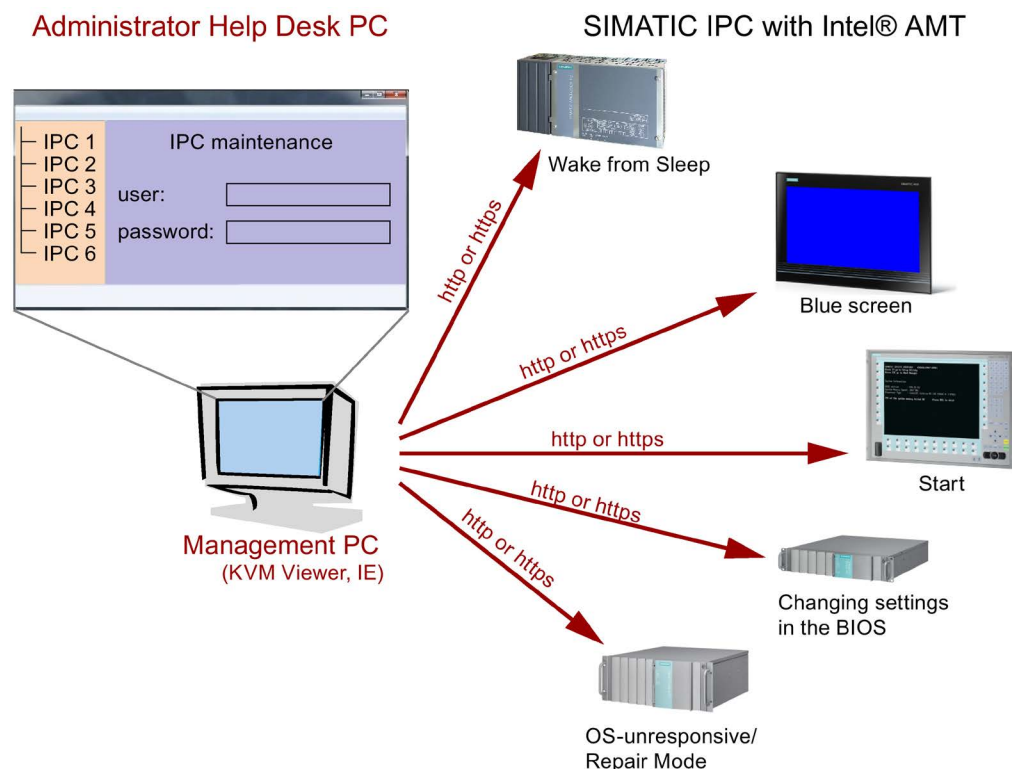 Administrator Help Desk PC
SIMATIC IPC with Intel® AMT
IPC 1
IPC 2
IPC 3
IPC 4
IPC 5
IPC 6
IPC maintenance
user:
password:
Wake from Sleep
http or https
Blue screen
http or https
http or https
Start
http or https
Changing settings
in the BIOS
http or https
OS-unresponsive/
Repair Mode
Management PC
(KVM Viewer, IE)